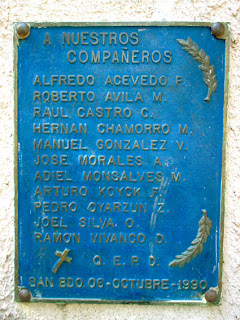 A NUESTROS
COMPAÑEROS
ALFREDO ACEVEDO P.
ROBERTO AVILA M.
RAUL CASTRO C.
HERNAN CHAMORRO M.
MANUEL GONZALEZ V.
JOSE MORALES A.
ADIEL MONSALVES M.
ARTURO KOYCK F.
PEDRO OYARZUN Z.
JOEL SILVA O.
RAMON VIVANCO D.
Q. E. P. D.
SAN BDO. 06-OCTUBRE-1990